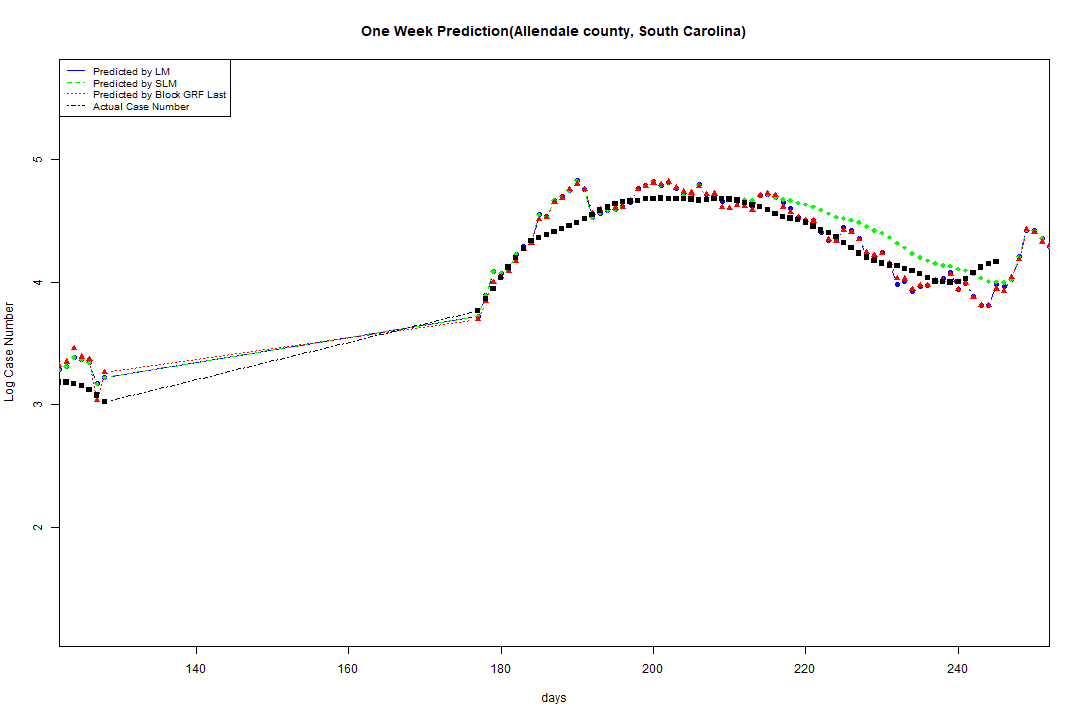 One Week Prediction(Allendale county, South Carolina)
Predicted by LM
Predicted by SLM
Predicted by Block GRF Last
Actual Case Number
5
4
3
2
Log Case Number
140 160 180 200 220 240
days